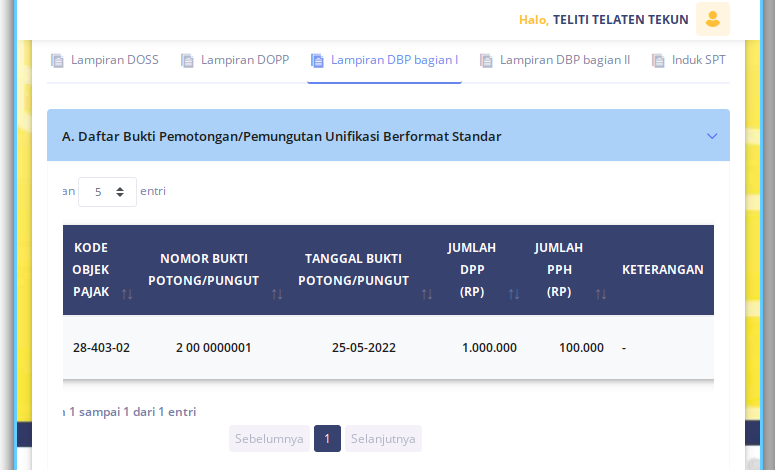 Halo, TELITI TELATEN TEKUN
Lampiran DOSS Lampiran DOPP Lampiran DBP bagian I Lampiran DBP bagian II Induk SPT
A. Daftar Bukti Pemotongan/Pemungutan Unifikasi Berformat Standar
an 5 entri
KODE OBJEK PAJAK
NOMOR BUKTI POTONG/PUNGUT
TANGGAL BUKTI POTONG/PUNGUT
JUMLAH DPP (RP)
JUMLAH PPH (RP)
KETERANGAN
28-403-02 2 00 0000001 25-05-2022 1.000.000 100.000 -
1 sampai 1 dari 1 entri
Sebelumnya 1 Selanjutnya